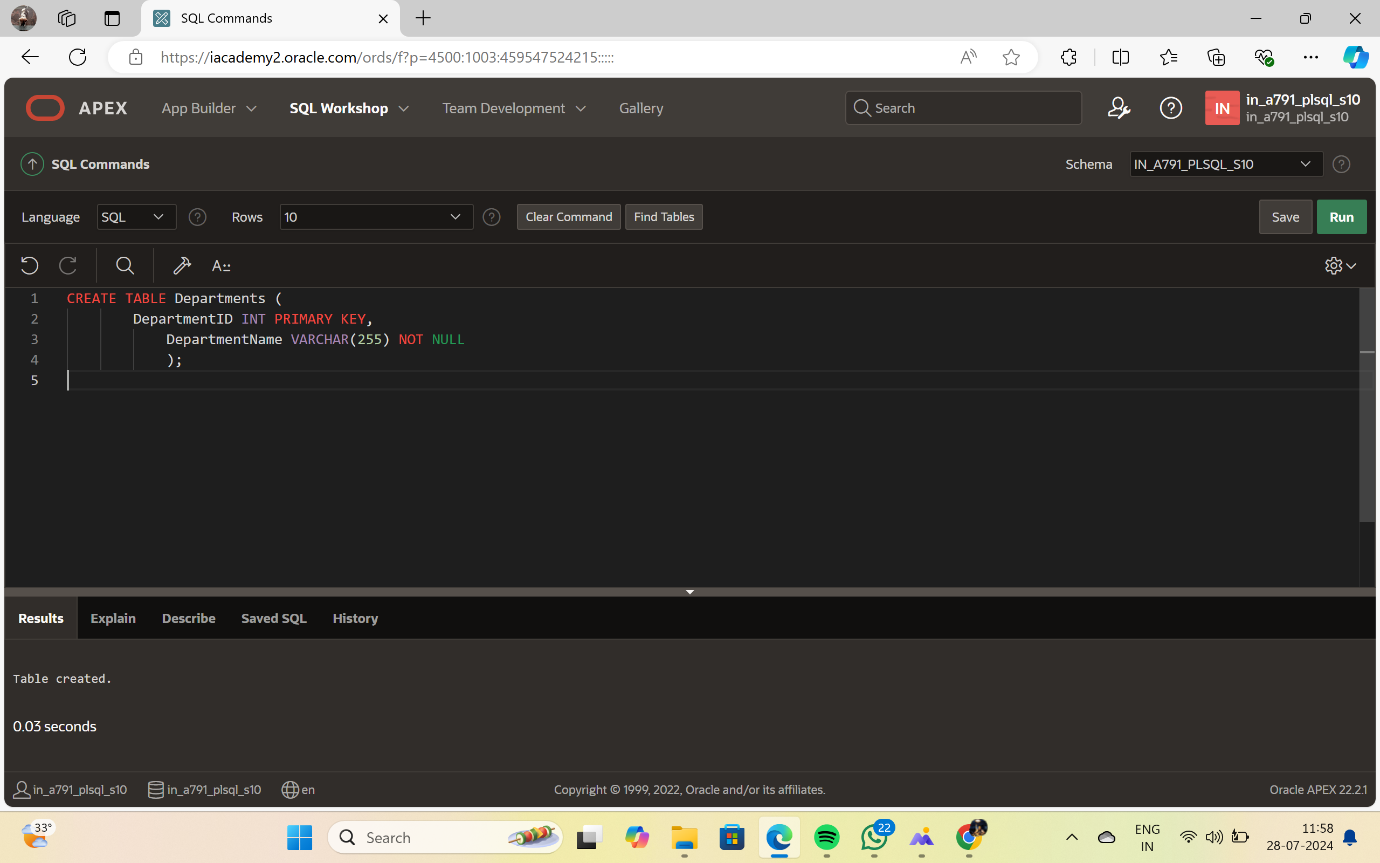 SQL Commands
https://iacademy2.oracle.com/ords/f?p=4500:1003:459547524215:::::
APEX App Builder SQL Workshop Team Development Gallery Search IN in_a791_plsql_s10
in_a791_plsql_s10
SQL Commands Schema IN_A791_PLSQL_S10
Language SQL Rows 10 Clear Command Find Tables Save Run
1 CREATE TABLE Departments (
2 DepartmentID INT PRIMARY KEY,
3 DepartmentName VARCHAR(255) NOT NULL
4 );
5
Results Explain Describe Saved SQL History
Table created.
0.03 seconds
in_a791_plsql_s10 in_a791_plsql_s10 en Copyright © 1999, 2022, Oracle and/or its affiliates. Oracle APEX 22.2.1
33° Search 22 ENG 11:58
IN 28-07-2024